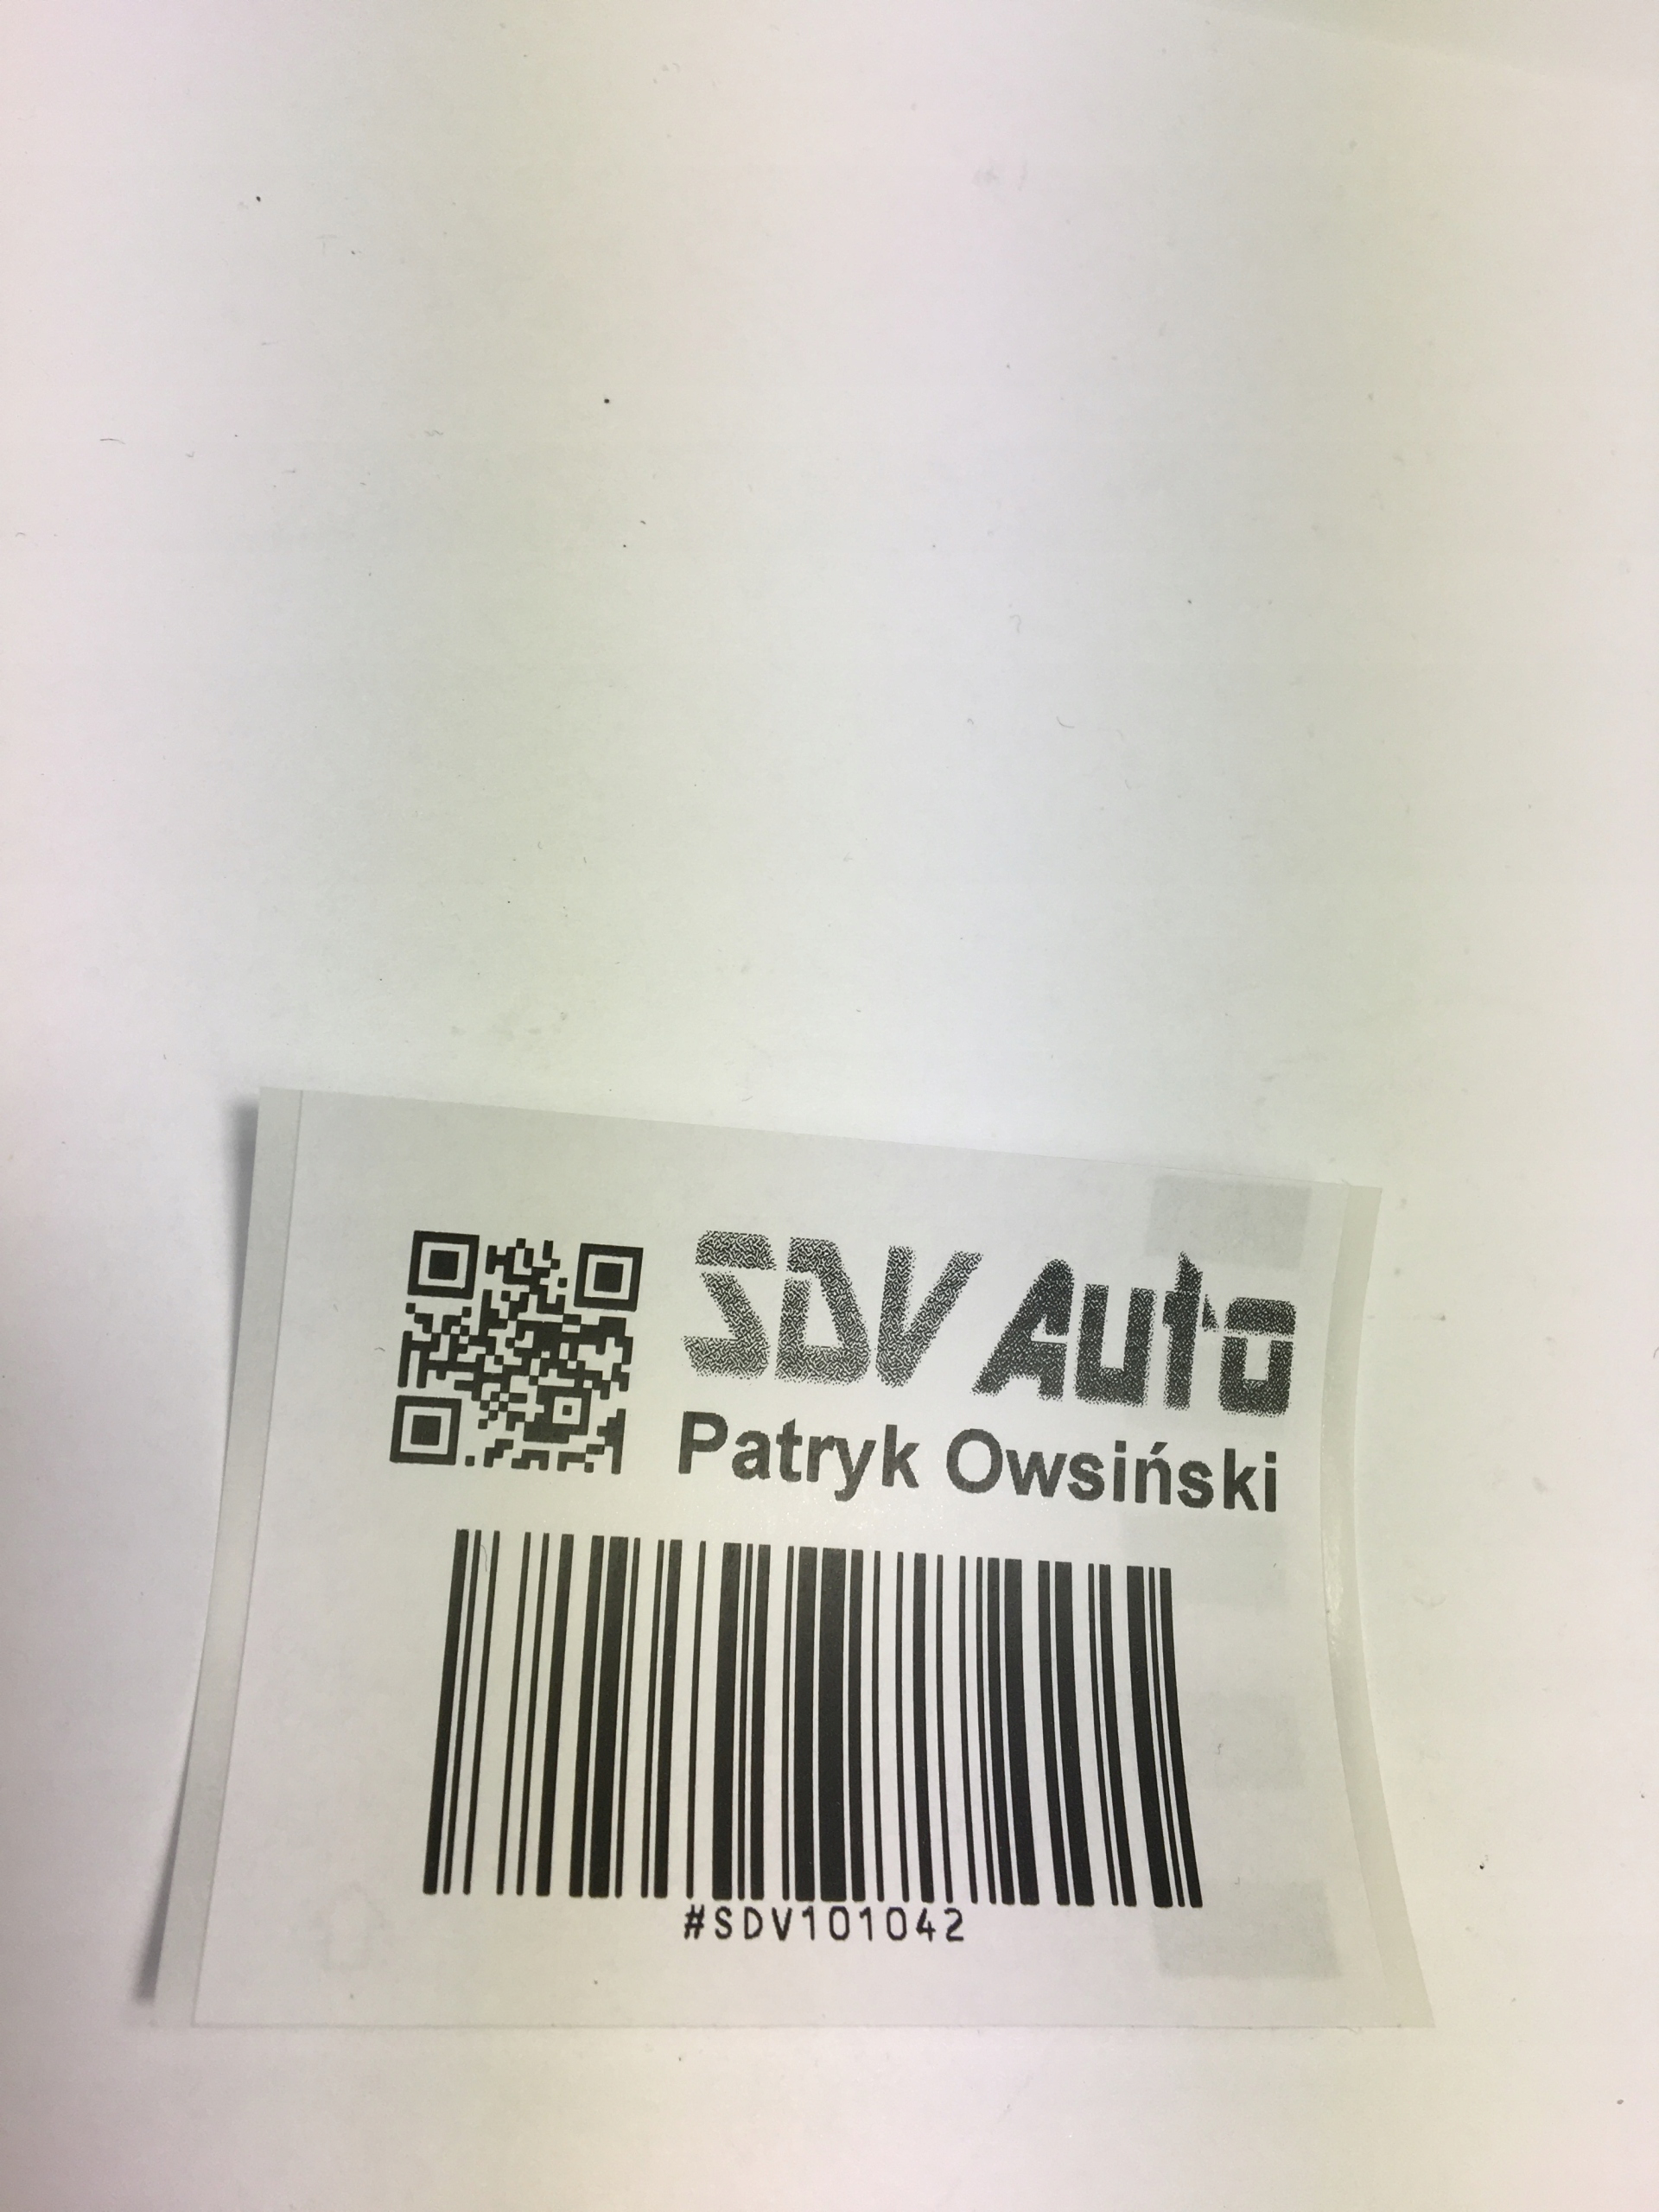 SDV Auto
Patryk Owsiński
#SDV101042